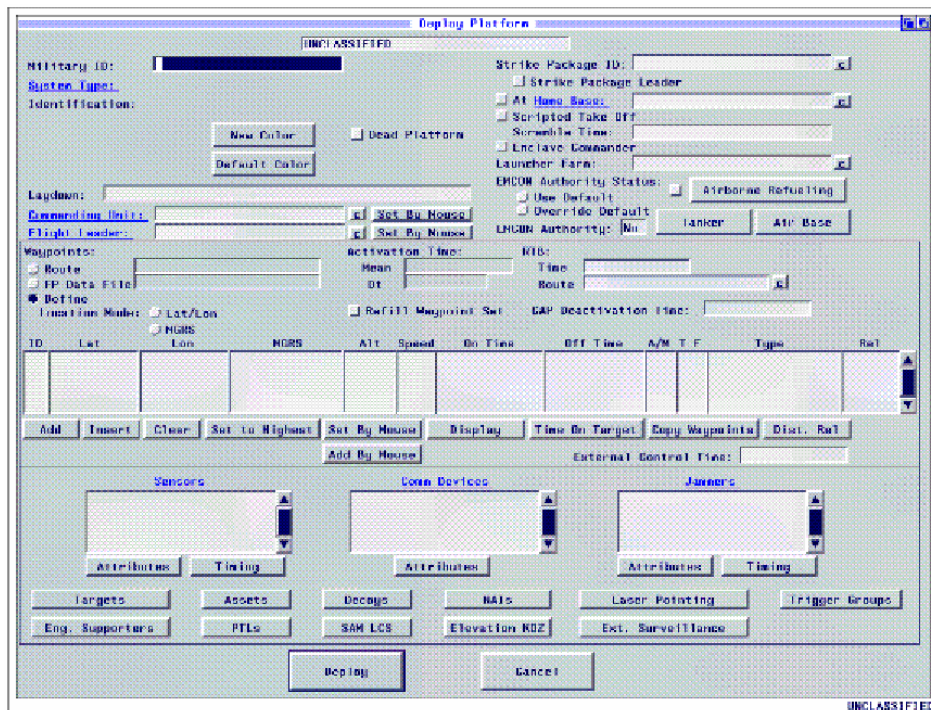 Deploy Platform
UNCLASSIFIED
Military ID:
Strike Package ID:
c
System Type:
Strike Package Leader
Identification:
At Home Base:
c
Scripted Take Off
New Color
Dead Platform
Scramble Time:
Enclave Commander
Default Color
Launcher Farm:
c
EMCON Authority Status:
Airborne Refueling
Laydown:
Use Default
Commanding Unit:
c
Set By Mouse
Override Default
Tanker
Air Base
Flight Leader:
c
Set By Mouse
EMCON Authority:
No
Waypoints:
Activation Time:
RTB:
Route
Mean
Time
FP Data File
Dt
Route
c
Define
Location Mode:
Lat/Lon
Refill Waypoint Set
CAP Deactivation Time:
MGRS
ID Lat Lon MGRS Alt Speed On Time Off Time A/M T F Type Rel
Add Insert Clear Set to Highest Set By Mouse Display Time On Target Copy Waypoints Dist. Rel
Add By Mouse
External Control Time:
Sensors Comm Devices Jammers
Attributes Timing Attributes Attributes Timing
Targets Assets Decoys NAIs Laser Pointing Trigger Groups
Eng. Supporters PTLs SAM LCS Elevation KOZ Ext. Surveillance
Deploy Cancel
UNCLASSIFIED